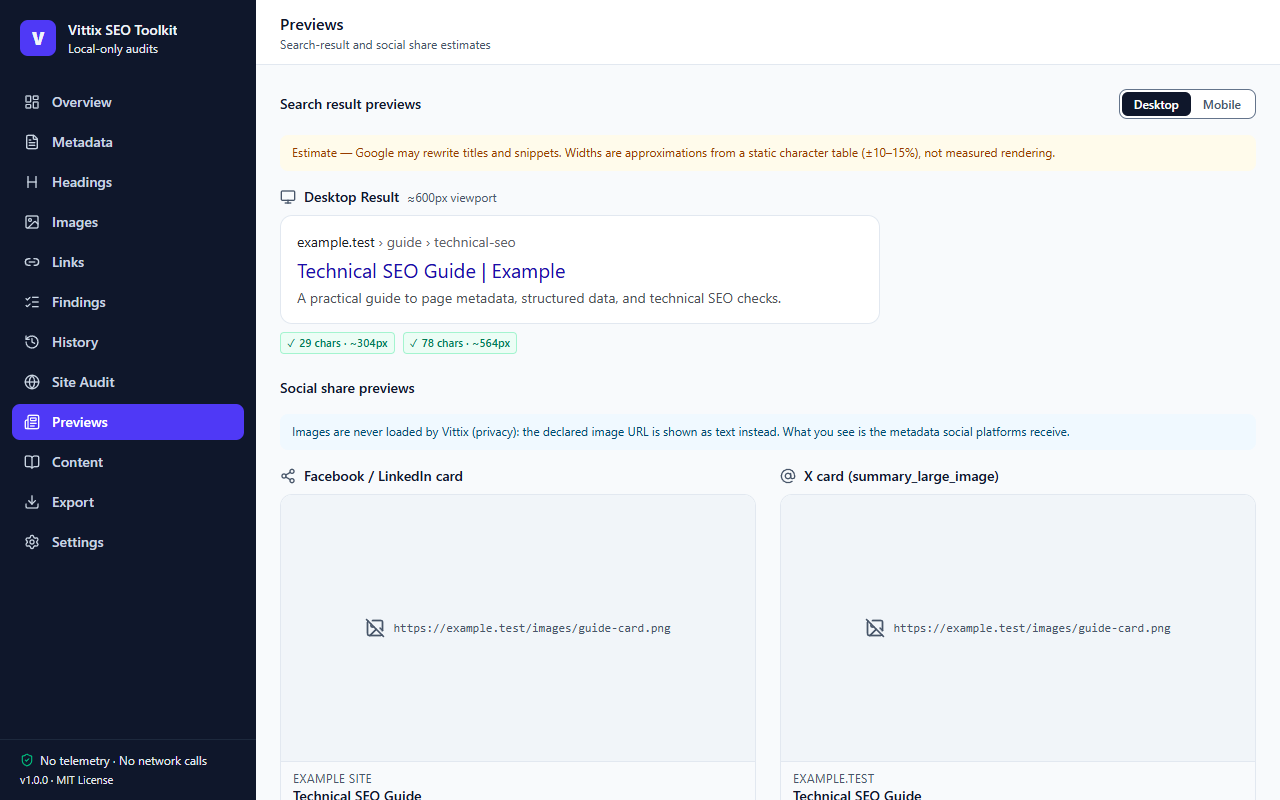 V
Vittix SEO Toolkit
Local-only audits
Overview
Metadata
Headings
Images
Links
Findings
History
Site Audit
Previews
Content
Export
Settings
No telemetry · No network calls
v1.0.0 · MIT License
Previews
Search-result and social share estimates
Search result previews
Desktop
Mobile
Estimate — Google may rewrite titles and snippets. Widths are approximations from a static character table (±10–15%), not measured rendering.
Desktop Result ≈600px viewport
example.test › guide › technical-seo
Technical SEO Guide | Example
A practical guide to page metadata, structured data, and technical SEO checks.
✓ 29 chars · ~304px
✓ 78 chars · ~564px
Social share previews
Images are never loaded by Vittix (privacy): the declared image URL is shown as text instead. What you see is the metadata social platforms receive.
Facebook / LinkedIn card
https://example.test/images/guide-card.png
EXAMPLE SITE
Technical SEO Guide
X card (summary_large_image)
https://example.test/images/guide-card.png
EXAMPLE.TEST
Technical SEO Guide